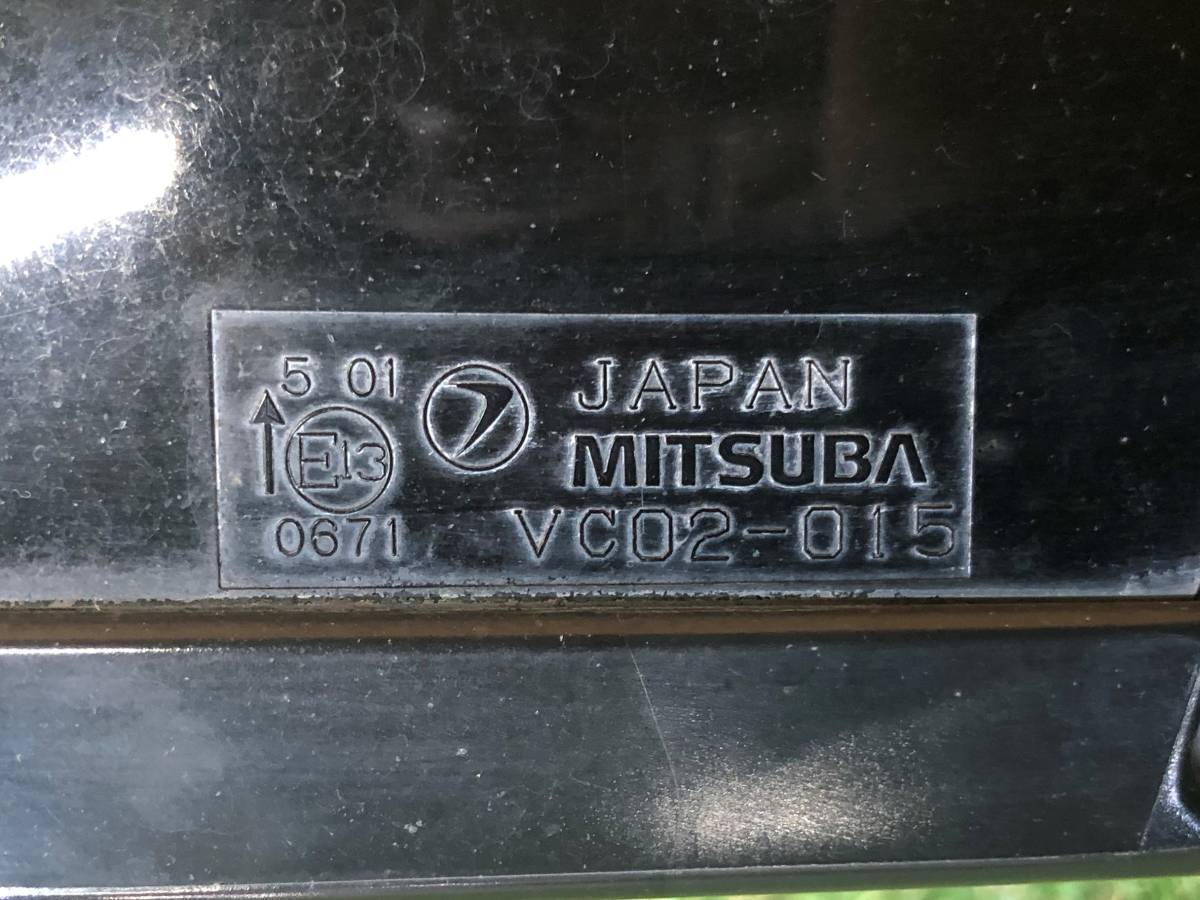 5 01
E13
0671
JAPAN
MITSUBA
VC02-015